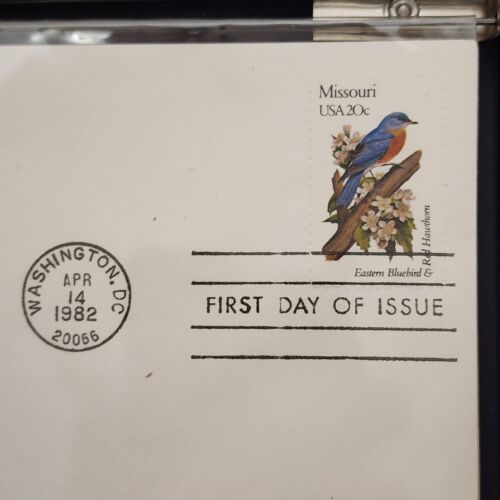 Missouri
USA 20c
Eastern Bluebird &
Red Hawthorn
WASHINGTON, DC
APR
14
1982
20066
FIRST DAY OF ISSUE